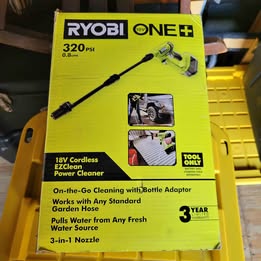 RYOBI ONE+
320 PSI
0.8 GPM
18V Cordless
EZClean
Power Cleaner
TOOL
ONLY
On-the-Go Cleaning with Bottle Adaptor
Works with Any Standard
Garden Hose
Pulls Water from Any Fresh
Water Source
3-in-1 Nozzle
3 YEAR